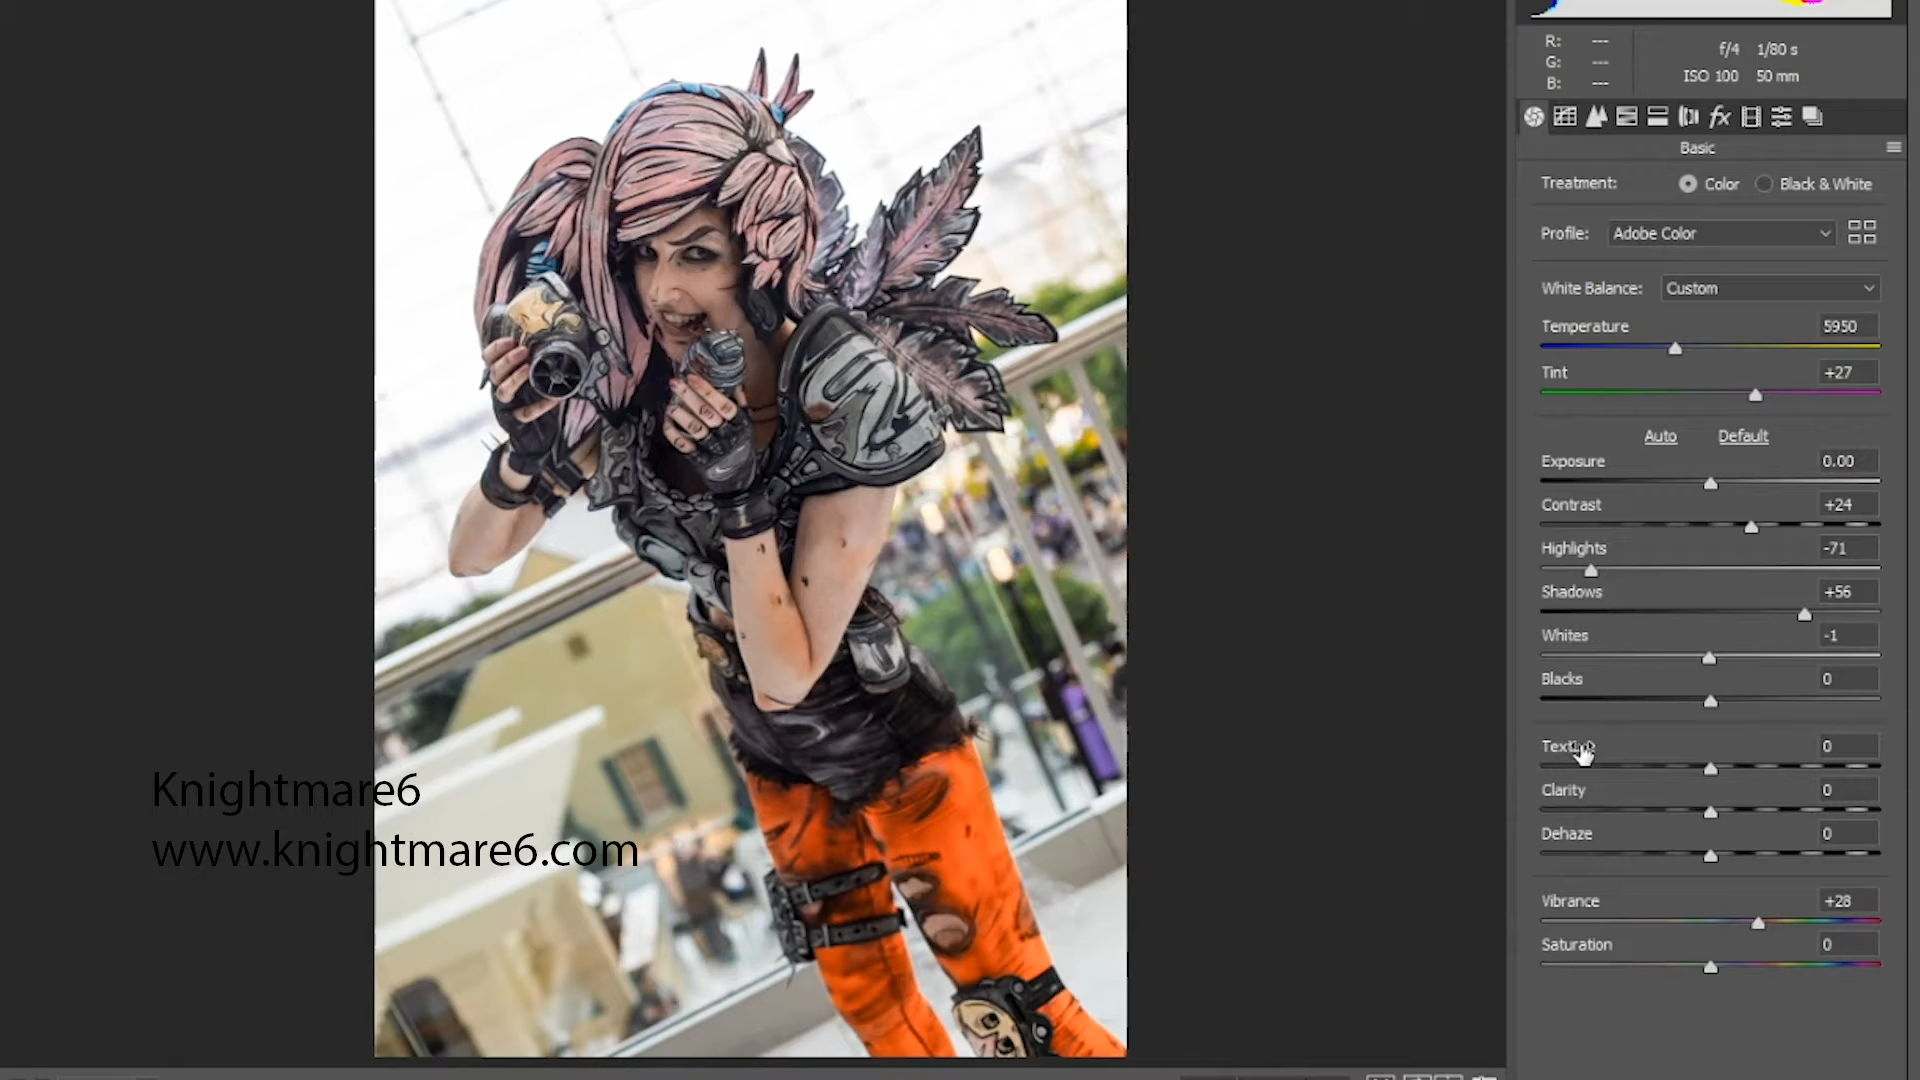 R: ---
G: ---
B: ---
f/4 1/80 s
ISO 100 50 mm
fx
Basic
Treatment: Color Black & White
Profile: Adobe Color
White Balance: Custom
Temperature 5950
Tint +27
Auto Default
Exposure 0.00
Contrast +24
Highlights -71
Shadows +56
Whites -1
Blacks 0
0
Clarity 0
Dehaze 0
Vibrance +28
Saturation 0
Knightmare6
www.knightmare6.com